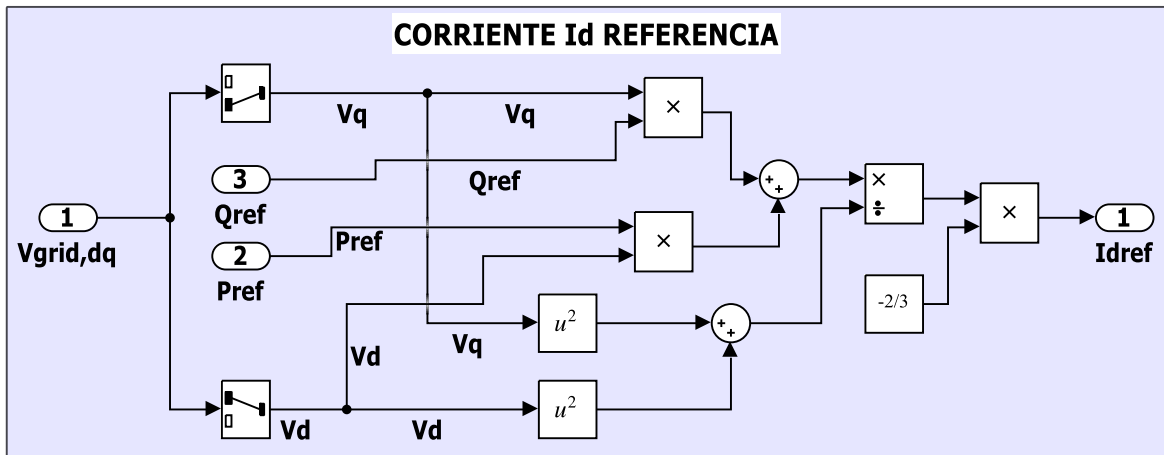 CORRIENTE Id REFERENCIA
Vq
Vq
×
3
Qref
Qref
1
Vgrid,dq
2
Pref
Pref
×
+
+
×
÷
×
1
Idref
-2/3
u²
Vq
+
+
Vd
u²
Vd
Vd